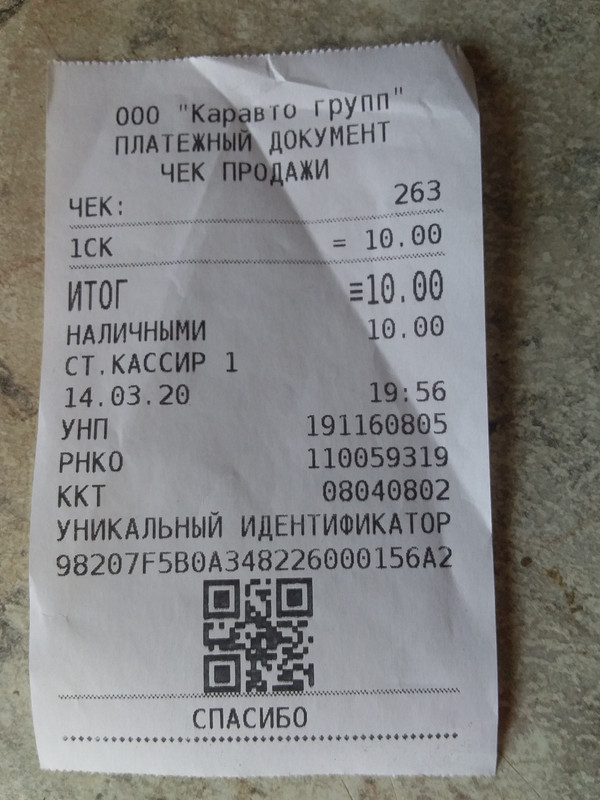 ООО "Каравто групп"
ПЛАТЕЖНЫЙ ДОКУМЕНТ
ЧЕК ПРОДАЖИ
ЧЕК: 263
1СК = 10.00
ИТОГ ≡10.00
НАЛИЧНЫМИ 10.00
СТ.КАССИР 1
14.03.20 19:56
УНП 191160805
РНКО 110059319
ККТ 08040802
УНИКАЛЬНЫЙ ИДЕНТИФИКАТОР
98207F5B0A348226000156A2
СПАСИБО